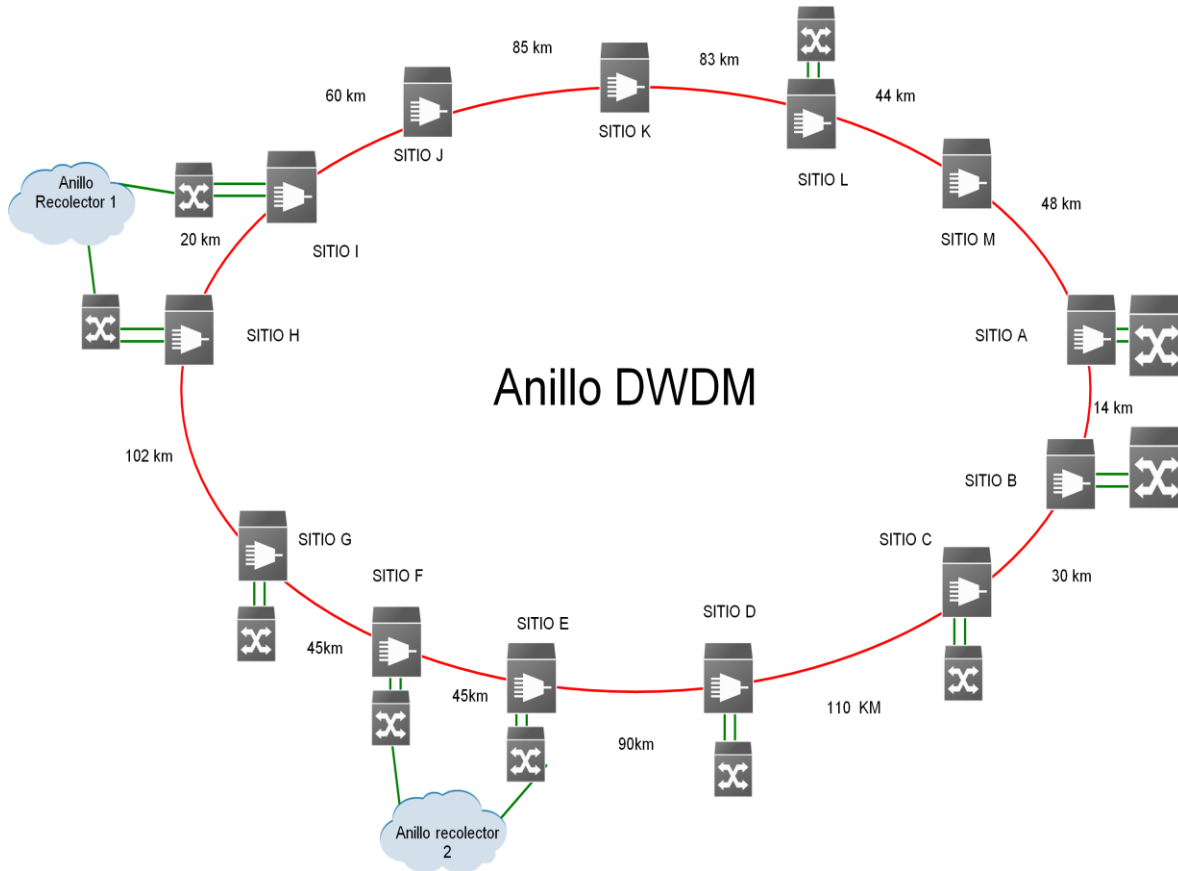 85 km
83 km
60 km
44 km
SITIO K
SITIO J
SITIO L
Anillo
Recolector 1
48 km
20 km
SITIO I
SITIO M
SITIO H
SITIO A
Anillo DWDM
14 km
102 km
SITIO B
SITIO G
SITIO C
SITIO F
30 km
SITIO E
SITIO D
45km
45km
110 KM
90km
Anillo recolector
2